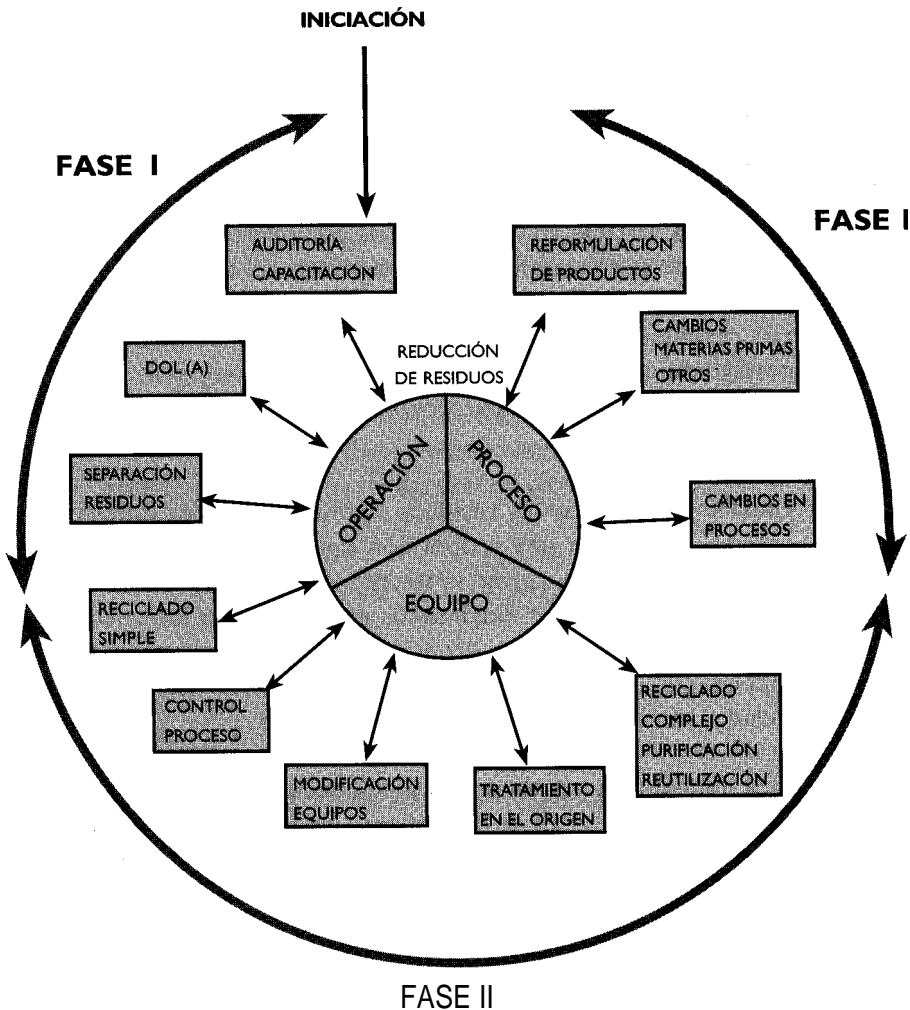 INICIACIÓN
FASE I
FASE I
AUDITORÍA
CAPACITACIÓN
REFORMULACIÓN
DE PRODUCTOS
CAMBIOS
MATERIAS PRIMAS
OTROS
DOL (A)
REDUCCIÓN
DE RESIDUOS
OPERACIÓN
PROCESO
EQUIPO
SEPARACIÓN
RESIDUOS
CAMBIOS EN
PROCESOS
RECICLADO
SIMPLE
CONTROL
PROCESO
MODIFICACIÓN
EQUIPOS
TRATAMIENTO
EN EL ORIGEN
RECICLADO
COMPLEJO
PURIFICACIÓN
REUTILIZACIÓN
FASE II